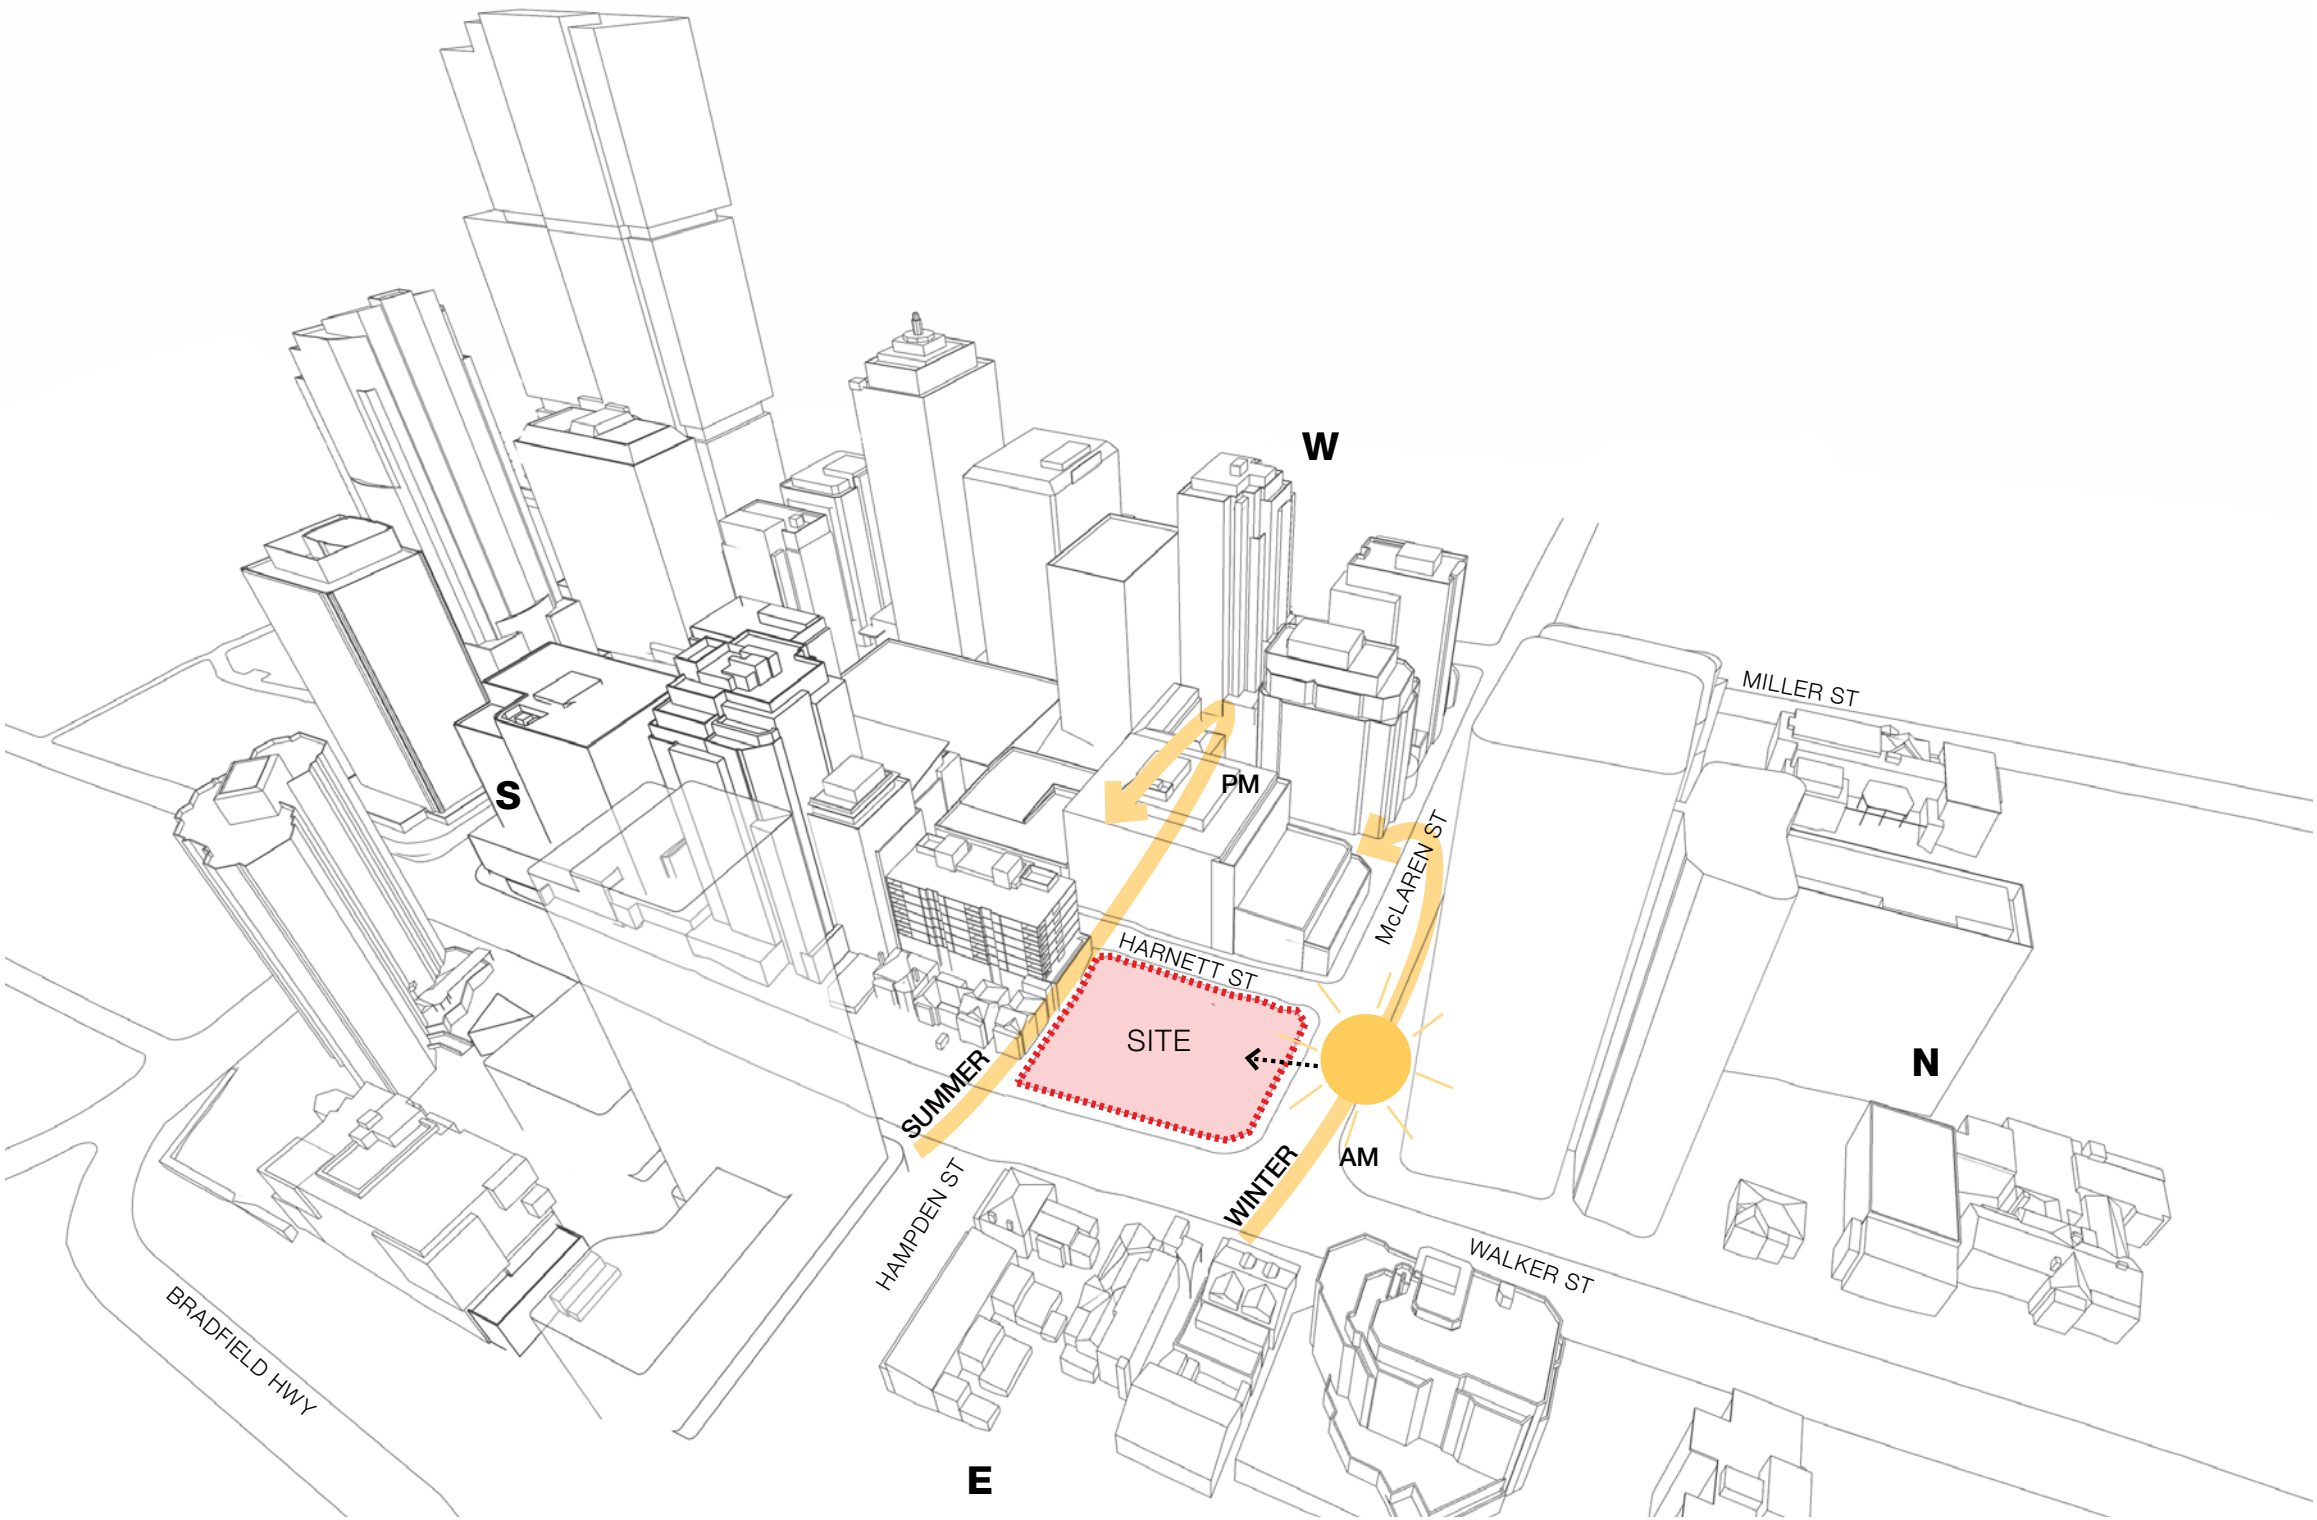 W
MILLER ST
PM
S
McLAREN ST
HARNETT ST
SITE
N
SUMMER
AM
WINTER
HAMPDEN ST
WALKER ST
BRADFIELD HWY
E